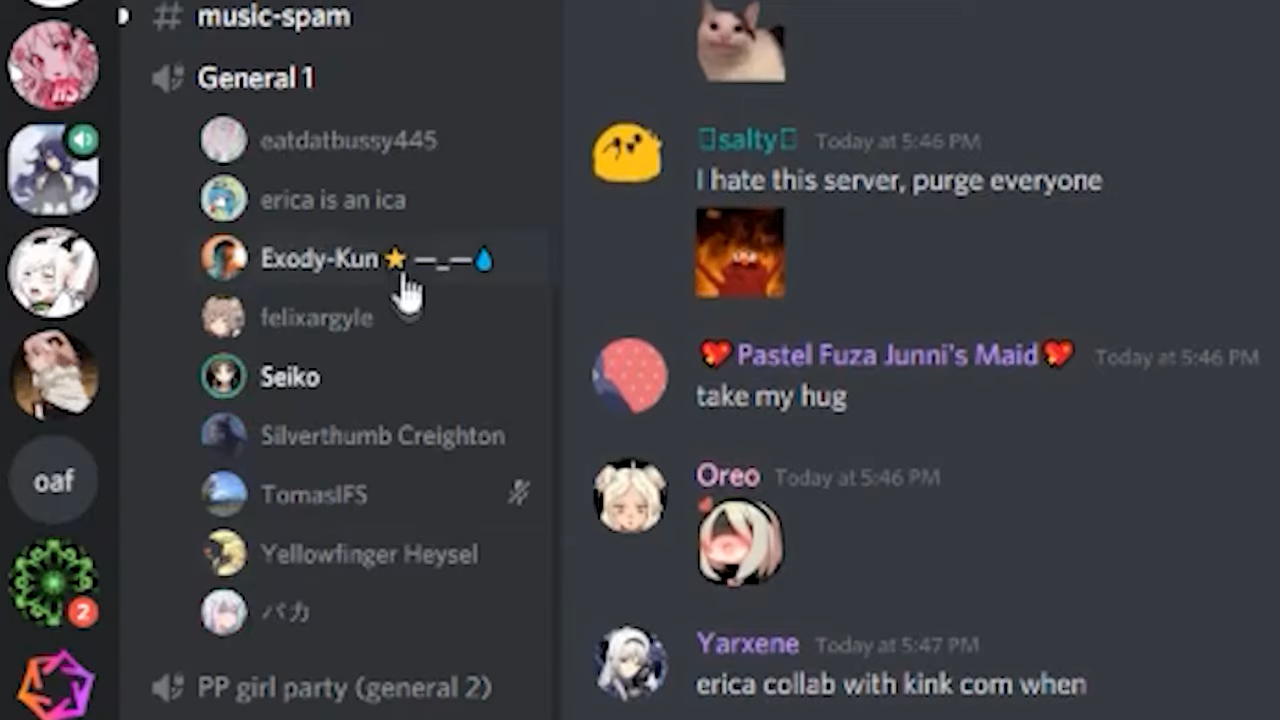 music-spam
General 1
eatdatbussy445
erica is an ica
Exody-Kun⭐ —_—💧
felixargyle
Seiko
Silverthumb Creighton
TomasIFS
Yellowfinger Heysel
バカ
PP girl party (general 2)
oaf
2
salty Today at 5:46 PM
I hate this server, purge everyone
💖Pastel Fuza Junni's Maid💖 Today at 5:46 PM
take my hug
Oreo Today at 5:46 PM
Yarxene Today at 5:47 PM
erica collab with kink com when